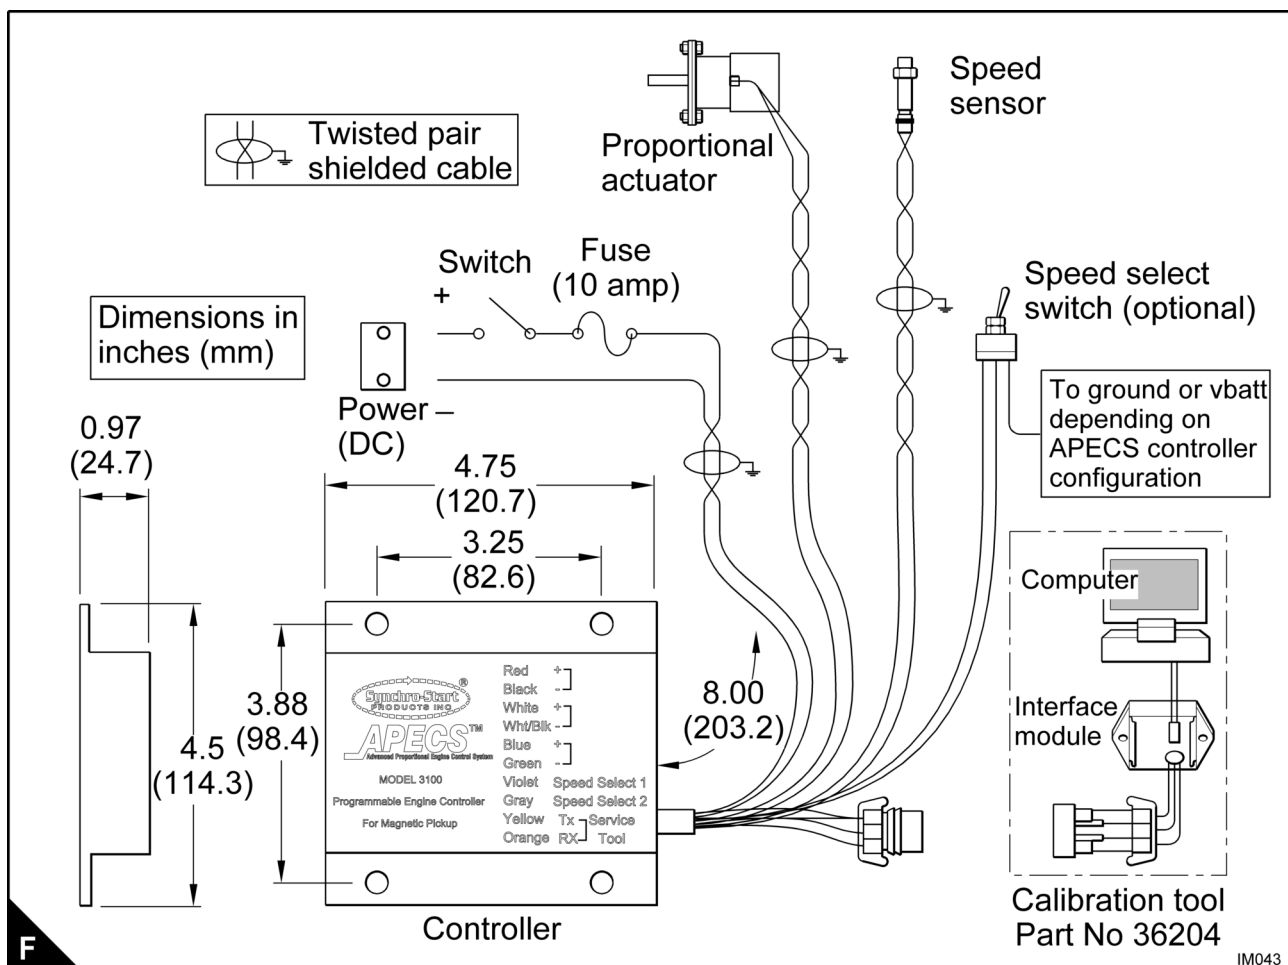 Speed
sensor
Twisted pair
shielded cable
Proportional
actuator
Switch
Fuse
(10 amp)
+
Speed select
switch (optional)
Dimensions in
inches (mm)
To ground or vbatt
depending on
APECS controller
configuration
Power –
(DC)
0.97
(24.7)
4.75
(120.7)
3.25
(82.6)
Computer
Interface
module
8.00
(203.2)
3.88
(98.4)
4.5
(114.3)
Synchro-Start®
PRODUCTS INC
APECS™
Advanced Proportional Engine Control System
MODEL 3100
Programmable Engine Controller
For Magnetic Pickup
Red +
Black -
White +
Wht/Blk -
Blue +
Green -
Violet Speed Select 1
Gray Speed Select 2
Yellow Tx Service
Orange RX Tool
Controller
Calibration tool
Part No 36204
F
IM043